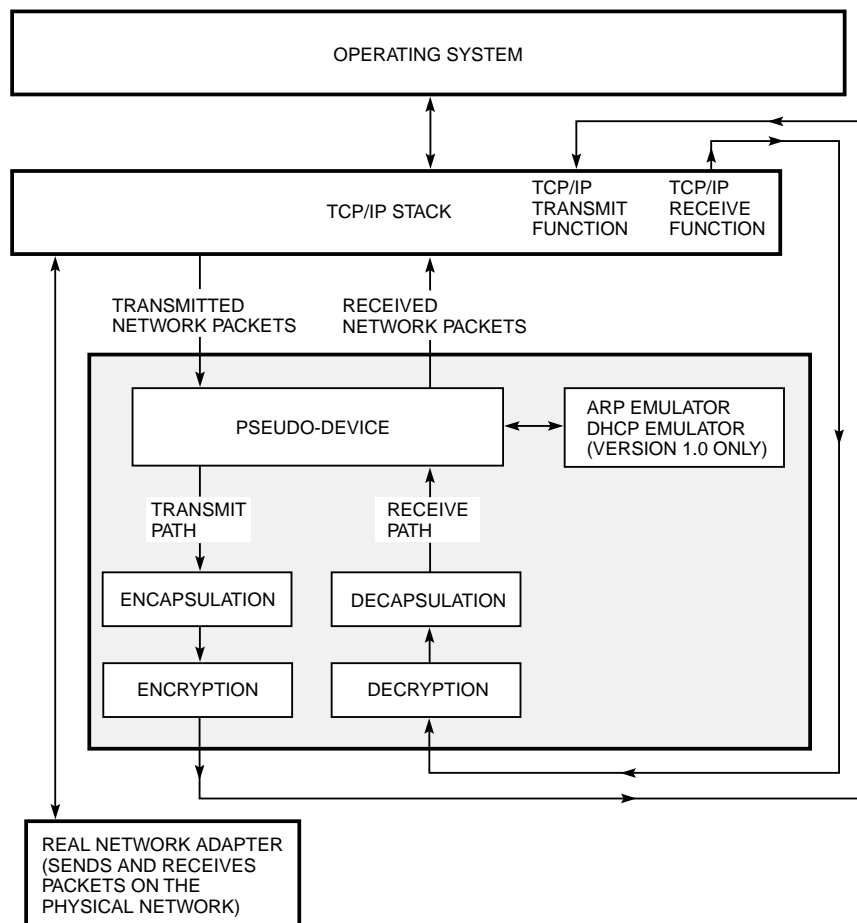 OPERATING SYSTEM
TCP/IP STACK
TCP/IP
TRANSMIT
FUNCTION
TCP/IP
RECEIVE
FUNCTION
TRANSMITTED
NETWORK PACKETS
RECEIVED
NETWORK PACKETS
PSEUDO-DEVICE
ARP EMULATOR
DHCP EMULATOR
(VERSION 1.0 ONLY)
TRANSMIT
PATH
RECEIVE
PATH
ENCAPSULATION
DECAPSULATION
ENCRYPTION
DECRYPTION
REAL NETWORK ADAPTER
(SENDS AND RECEIVES
PACKETS ON THE
PHYSICAL NETWORK)